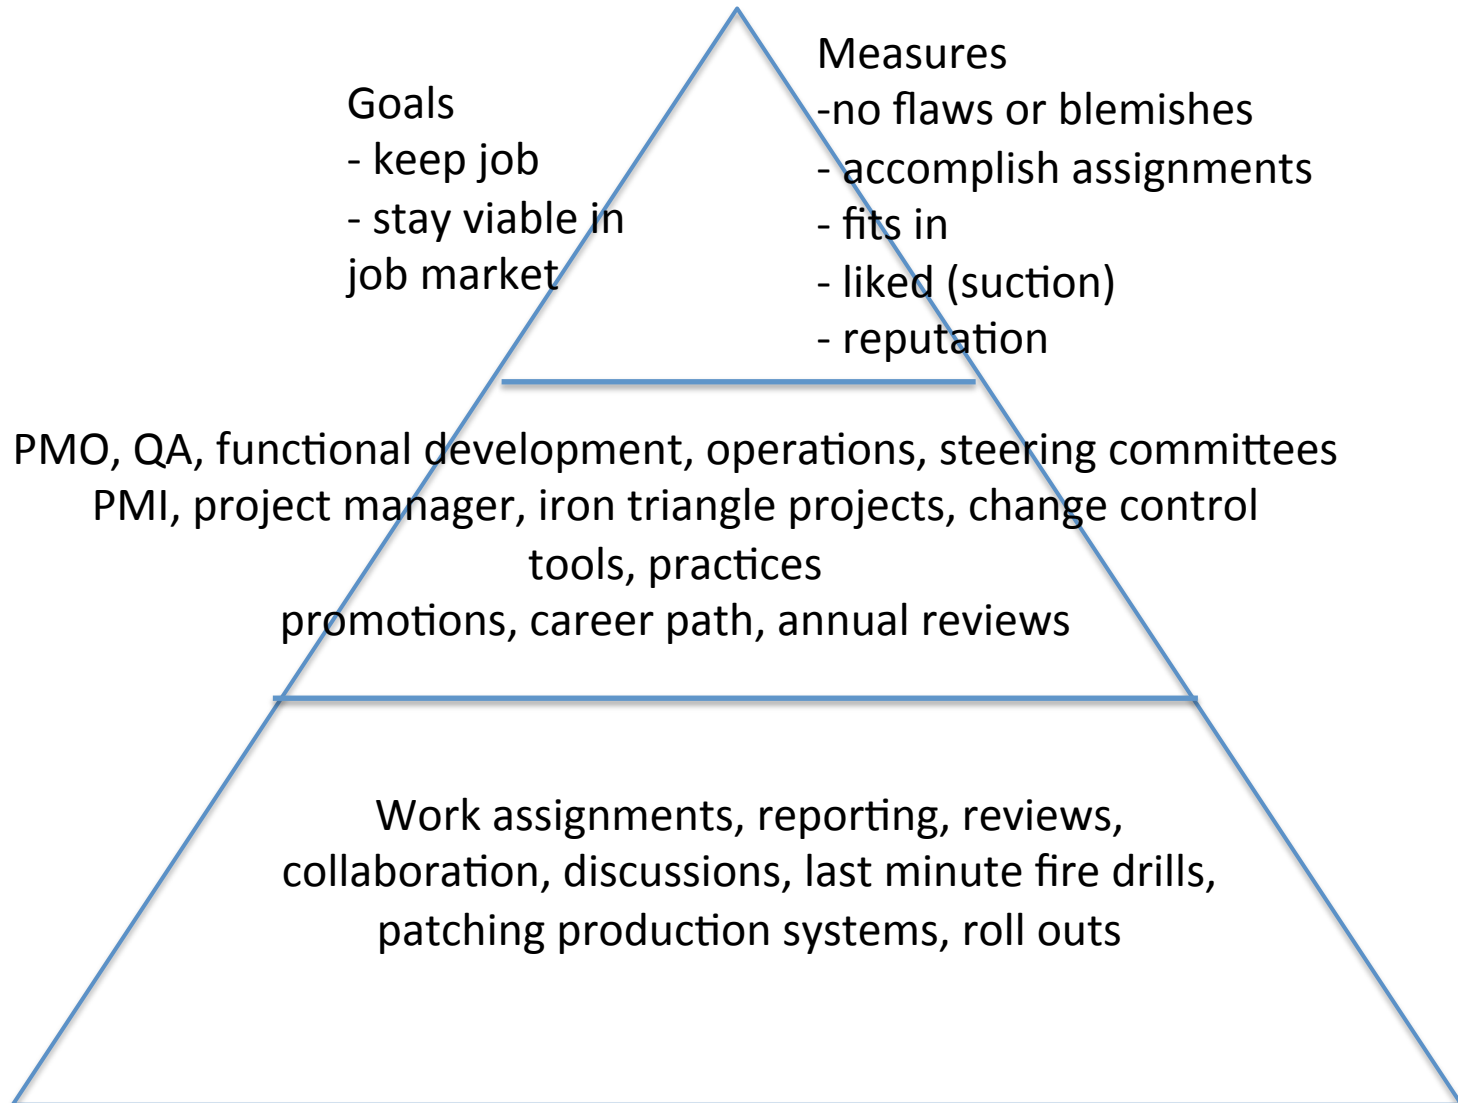 Goals
- keep job
- stay viable in
job market
Measures
-no flaws or blemishes
- accomplish assignments
- fits in
- liked (suction)
- reputation
PMO, QA, functional development, operations, steering committees
PMI, project manager, iron triangle projects, change control
tools, practices
promotions, career path, annual reviews
Work assignments, reporting, reviews,
collaboration, discussions, last minute fire drills,
patching production systems, roll outs